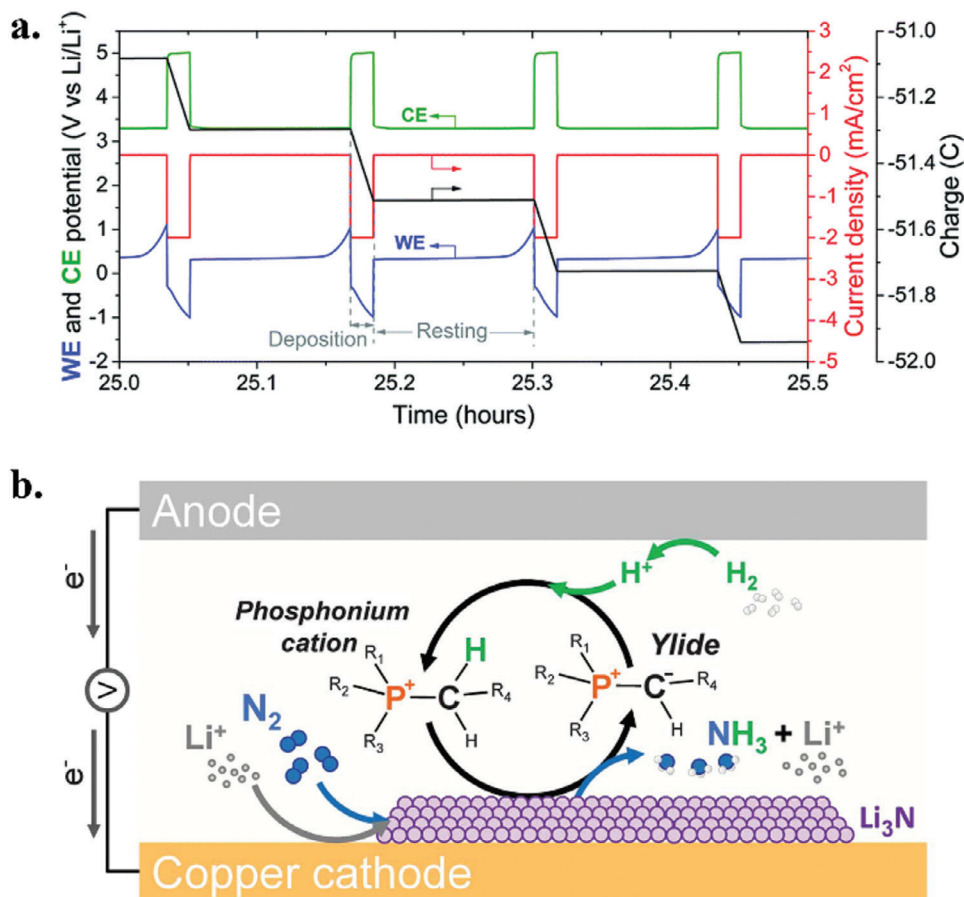 a.
WE and CE potential (V vs Li/Li⁺)
5
4
3
2
1
0
-1
-2
CE
WE
Deposition
Resting
3
2
1
0
-1
-2
-3
-4
-5
Current density (mA/cm²)
-51.0
-51.2
-51.4
-51.6
-51.8
-52.0
Charge (C)
25.0 25.1 25.2 25.3 25.4 25.5
Time (hours)
b.
Anode
e⁻
V
e⁻
H⁺
H₂
Phosphonium
cation
Ylide
R₁
R₂
R₃
R₄
P⁺
C
H
H
R₁
R₂
R₃
R₄
P⁺
C⁻
H
Li⁺
N₂
NH₃ + Li⁺
Li₃N
Copper cathode